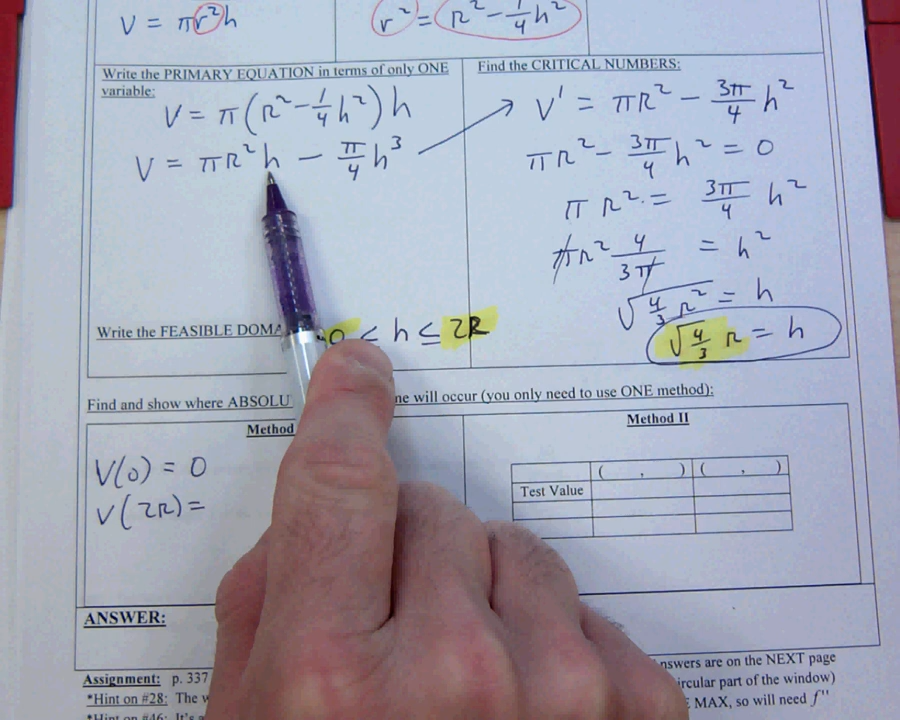 V = πr²h
r² = R² - 1/4 h²
Write the PRIMARY EQUATION in terms of only ONE
variable:
V = π(R² - 1/4 h²) h
V = πR²h - π/4 h³
Write the FEASIBLE DOMA
0 ≤ h ≤ 2R
Find the CRITICAL NUMBERS:
V' = πR² - 3π/4 h²
πR² - 3π/4 h² = 0
πR² = 3π/4 h²
πR² 4/3π = h²
√4/3 R² = h
√4/3 R = h
Find and show where ABSOLU ne will occur (you only need to use ONE method):
Method
V(0) = 0
V(2R) =
Method II
( , ) ( , )
Test Value
ANSWER:
Assignment: p. 337 nswers are on the NEXT page
*Hint on #28: The w ircular part of the window)
*Hint on #46: It's a E MAX, so will need f"